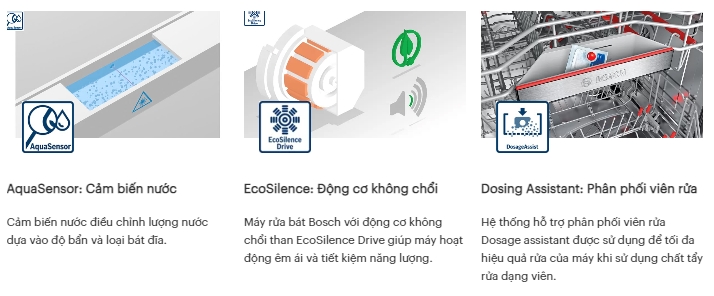 AquaSensor
EcoSilence
Drive
BOSCH
DosageAssist
AquaSensor: Cảm biến nước
Cảm biến nước điều chỉnh lượng nước
dựa vào độ bẩn và loại bát đĩa.
EcoSilence: Động cơ không chổi
Máy rửa bát Bosch với động cơ không
chổi than EcoSilence Drive giúp máy hoạt
động êm ái và tiết kiệm năng lượng.
Dosing Assistant: Phân phối viên rửa
Hệ thống hỗ trợ phân phối viên rửa
Dosage assistant được sử dụng để tối đa
hiệu quả rửa của máy khi sử dụng chất tẩy
rửa dạng viên.